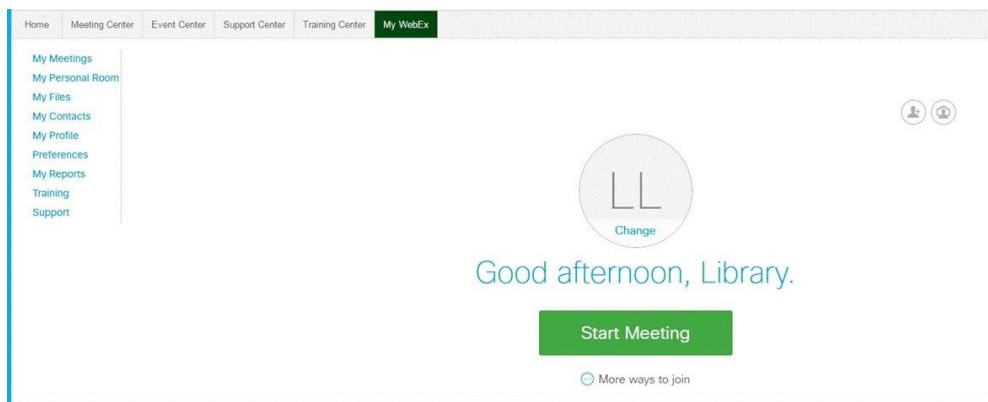 Home Meeting Center Event Center Support Center Training Center My WebEx
My Meetings
My Personal Room
My Files
My Contacts
My Profile
Preferences
My Reports
Training
Support
LL
Change
Good afternoon, Library.
Start Meeting
More ways to join